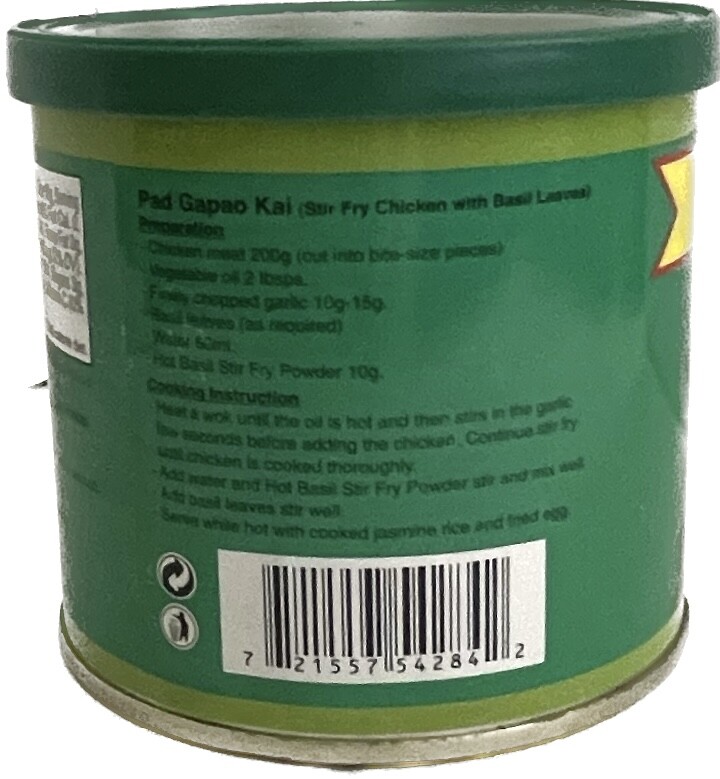 Pad Gapao Kai (Stir Fry Chicken with Basil Leaves)
Preparation
- Chicken meat 200g (cut into bite-size pieces)
- Vegetable oil 2 tbsps.
- Finely chopped garlic 10g-15g.
- Basil leaves (as required)
- Water 62ml.
- Hot Basil Stir Fry Powder 10g.
Cooking Instruction
- Heat a wok until the oil is hot and then stirs in the garlic
few seconds before adding the chicken. Continue stir fry
until chicken is cooked thoroughly.
- Add water and Hot Basil Stir Fry Powder stir and mix well
- Add basil leaves stir well
- Serve while hot with cooked jasmine rice and fried egg
7 21557 54284 2